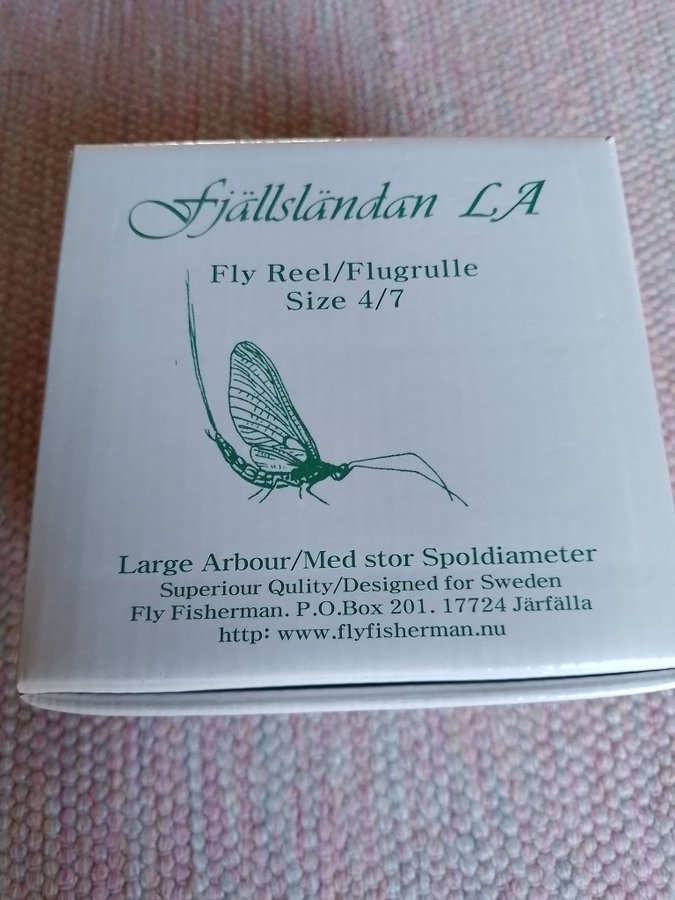 Fjällsländan LA
Fly Reel/Flugrulle
Size 4/7
Large Arbour/Med stor Spoldiameter
Superiour Qulity/Designed for Sweden
Fly Fisherman. P.O.Box 201. 17724 Järfälla
http: www.flyfisherman.nu